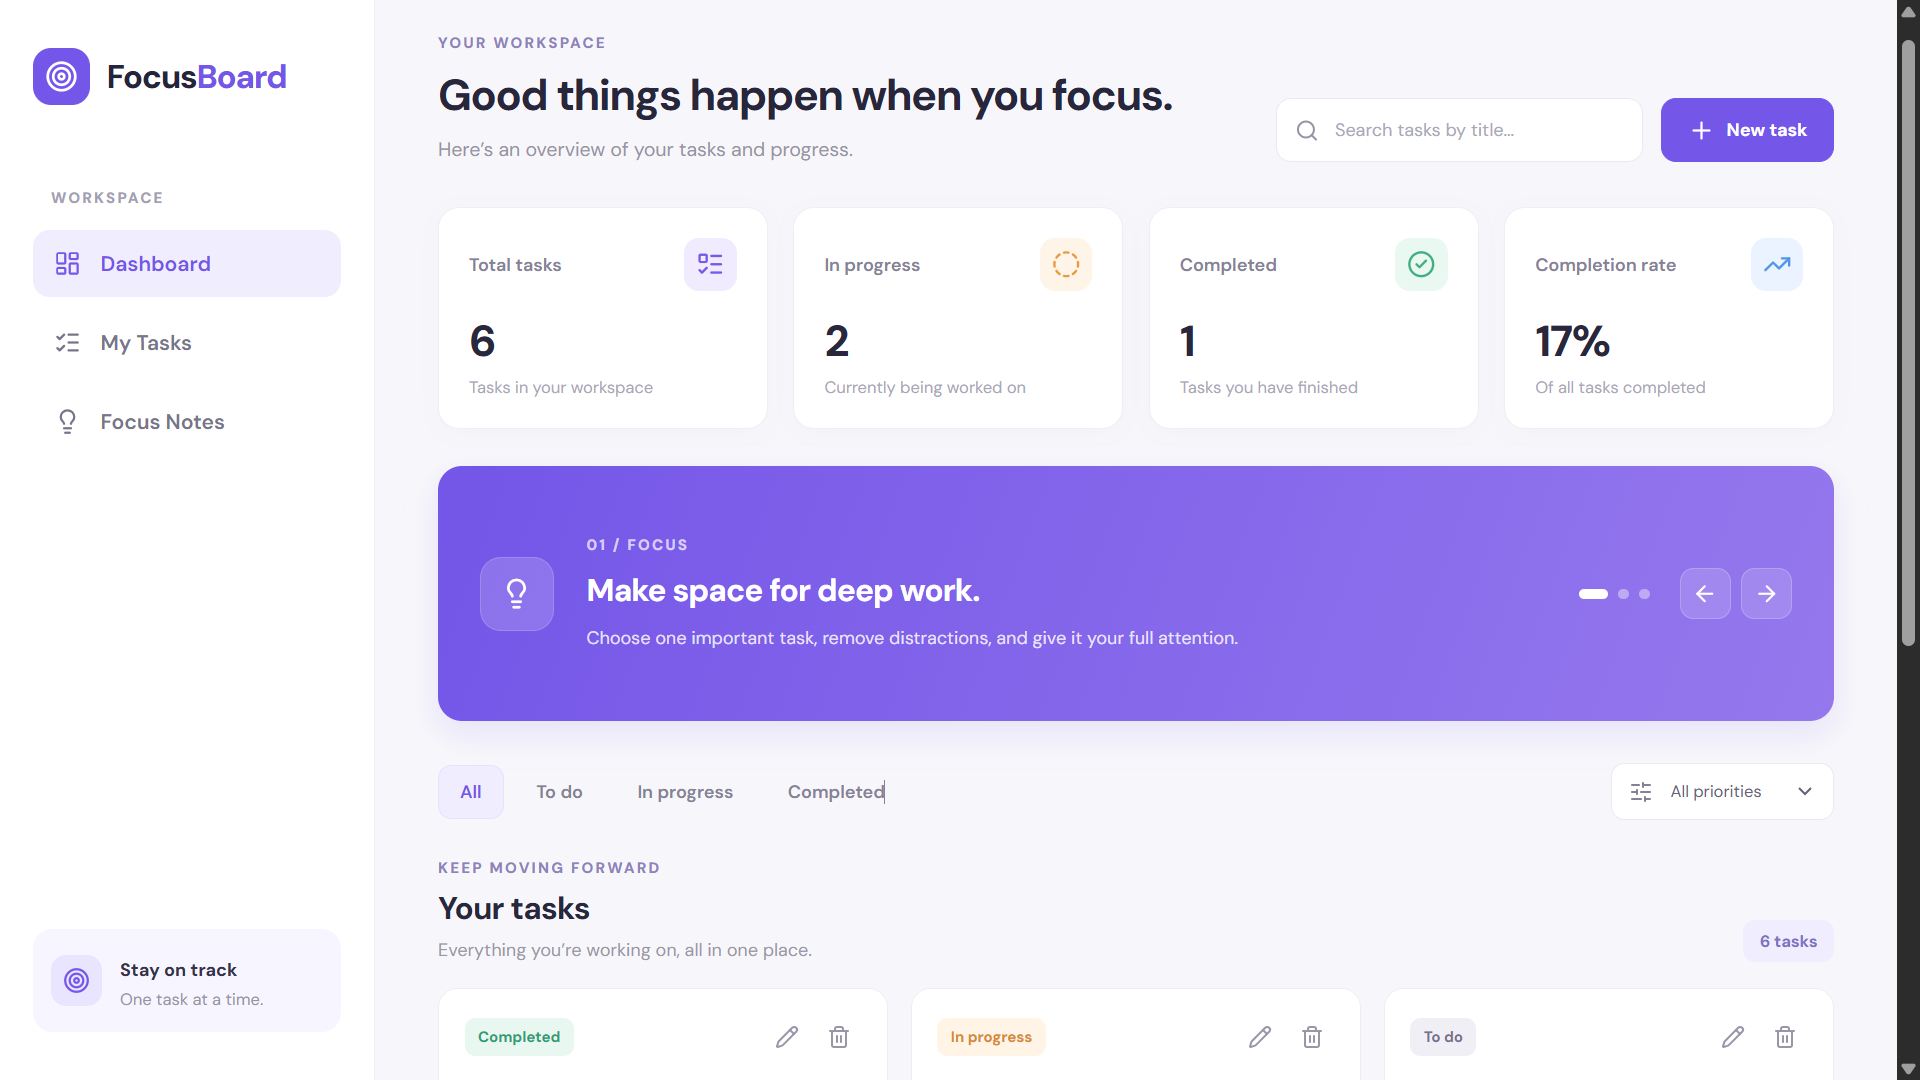 FocusBoard
WORKSPACE
Dashboard
My Tasks
Focus Notes
Stay on track
One task at a time.
YOUR WORKSPACE
Good things happen when you focus.
Here’s an overview of your tasks and progress.
Search tasks by title...
New task
Total tasks
6
Tasks in your workspace
In progress
2
Currently being worked on
Completed
1
Tasks you have finished
Completion rate
17%
Of all tasks completed
01 / FOCUS
Make space for deep work.
Choose one important task, remove distractions, and give it your full attention.
All
To do
In progress
Completed
All priorities
KEEP MOVING FORWARD
Your tasks
Everything you’re working on, all in one place.
6 tasks
Completed
In progress
To do